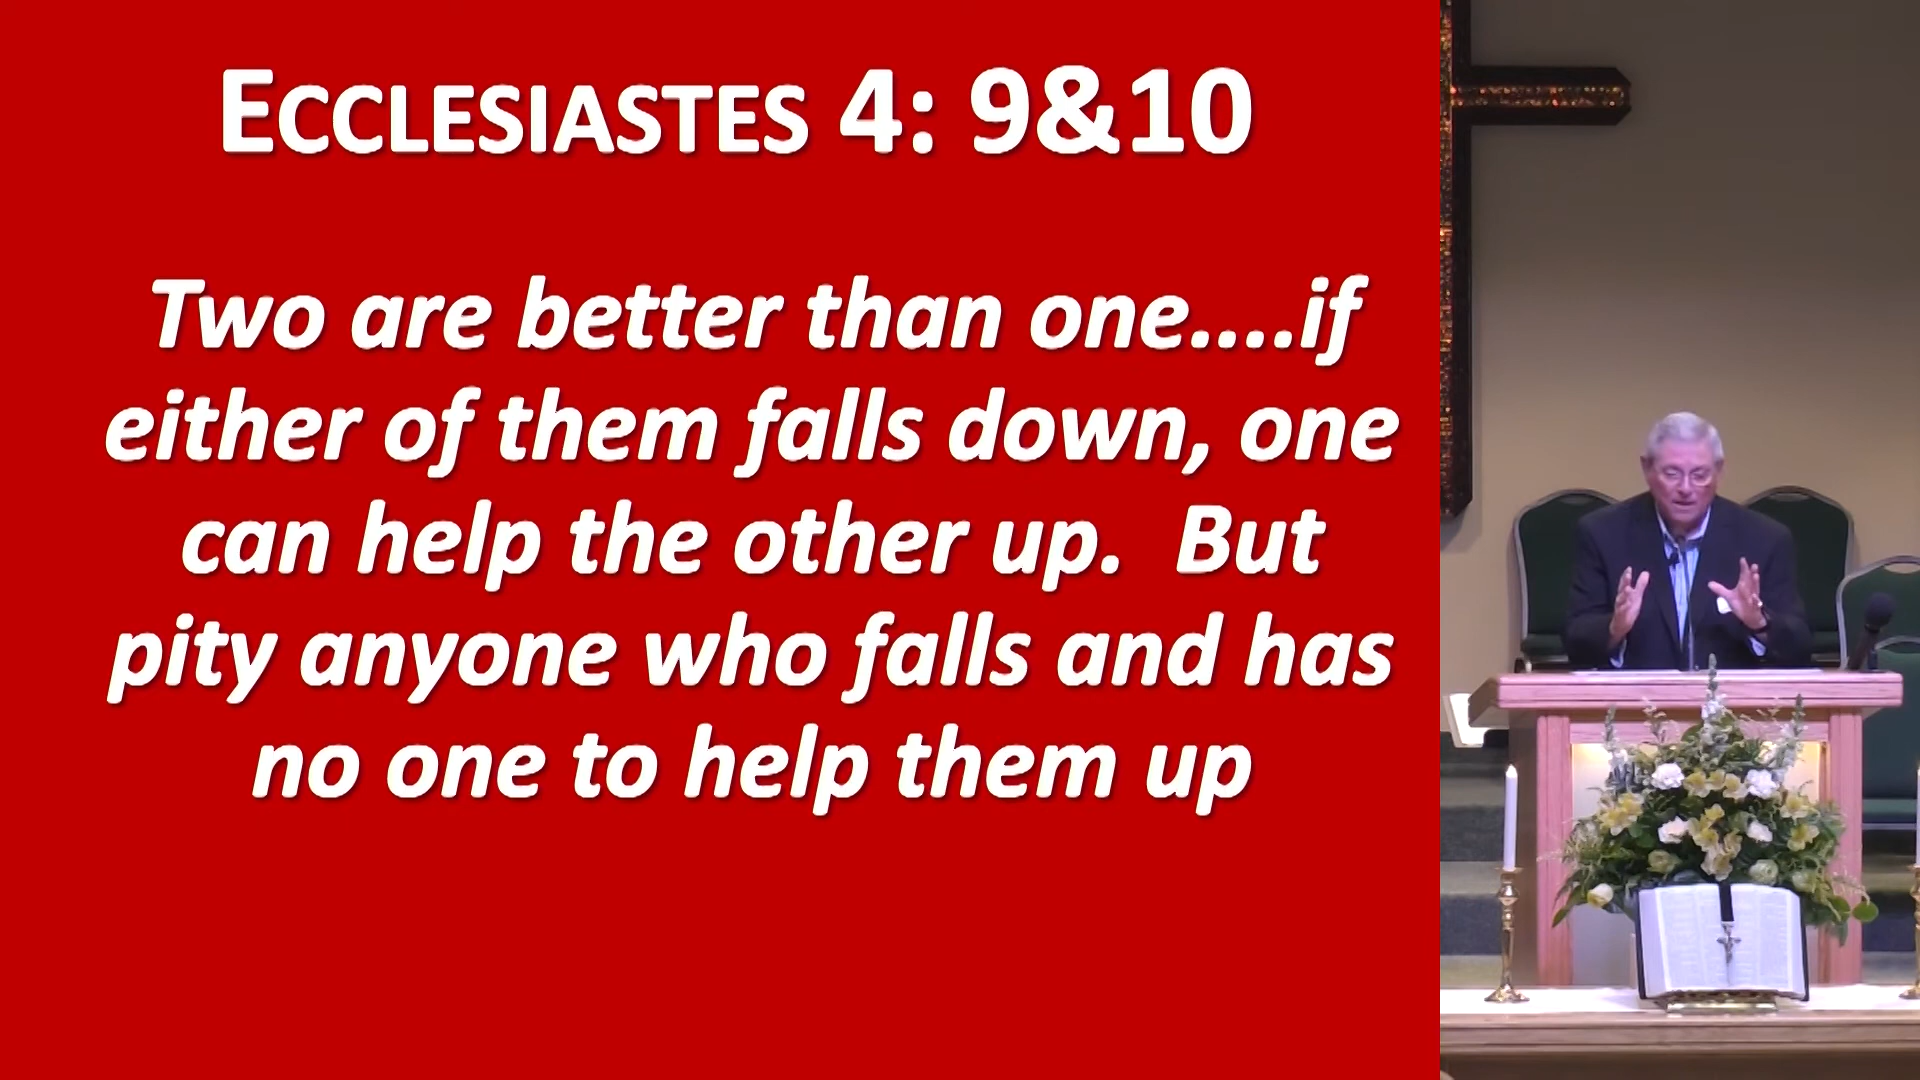 ECCLESIASTES 4: 9&10
Two are better than one....if
either of them falls down, one
can help the other up.  But
pity anyone who falls and has
no one to help them up